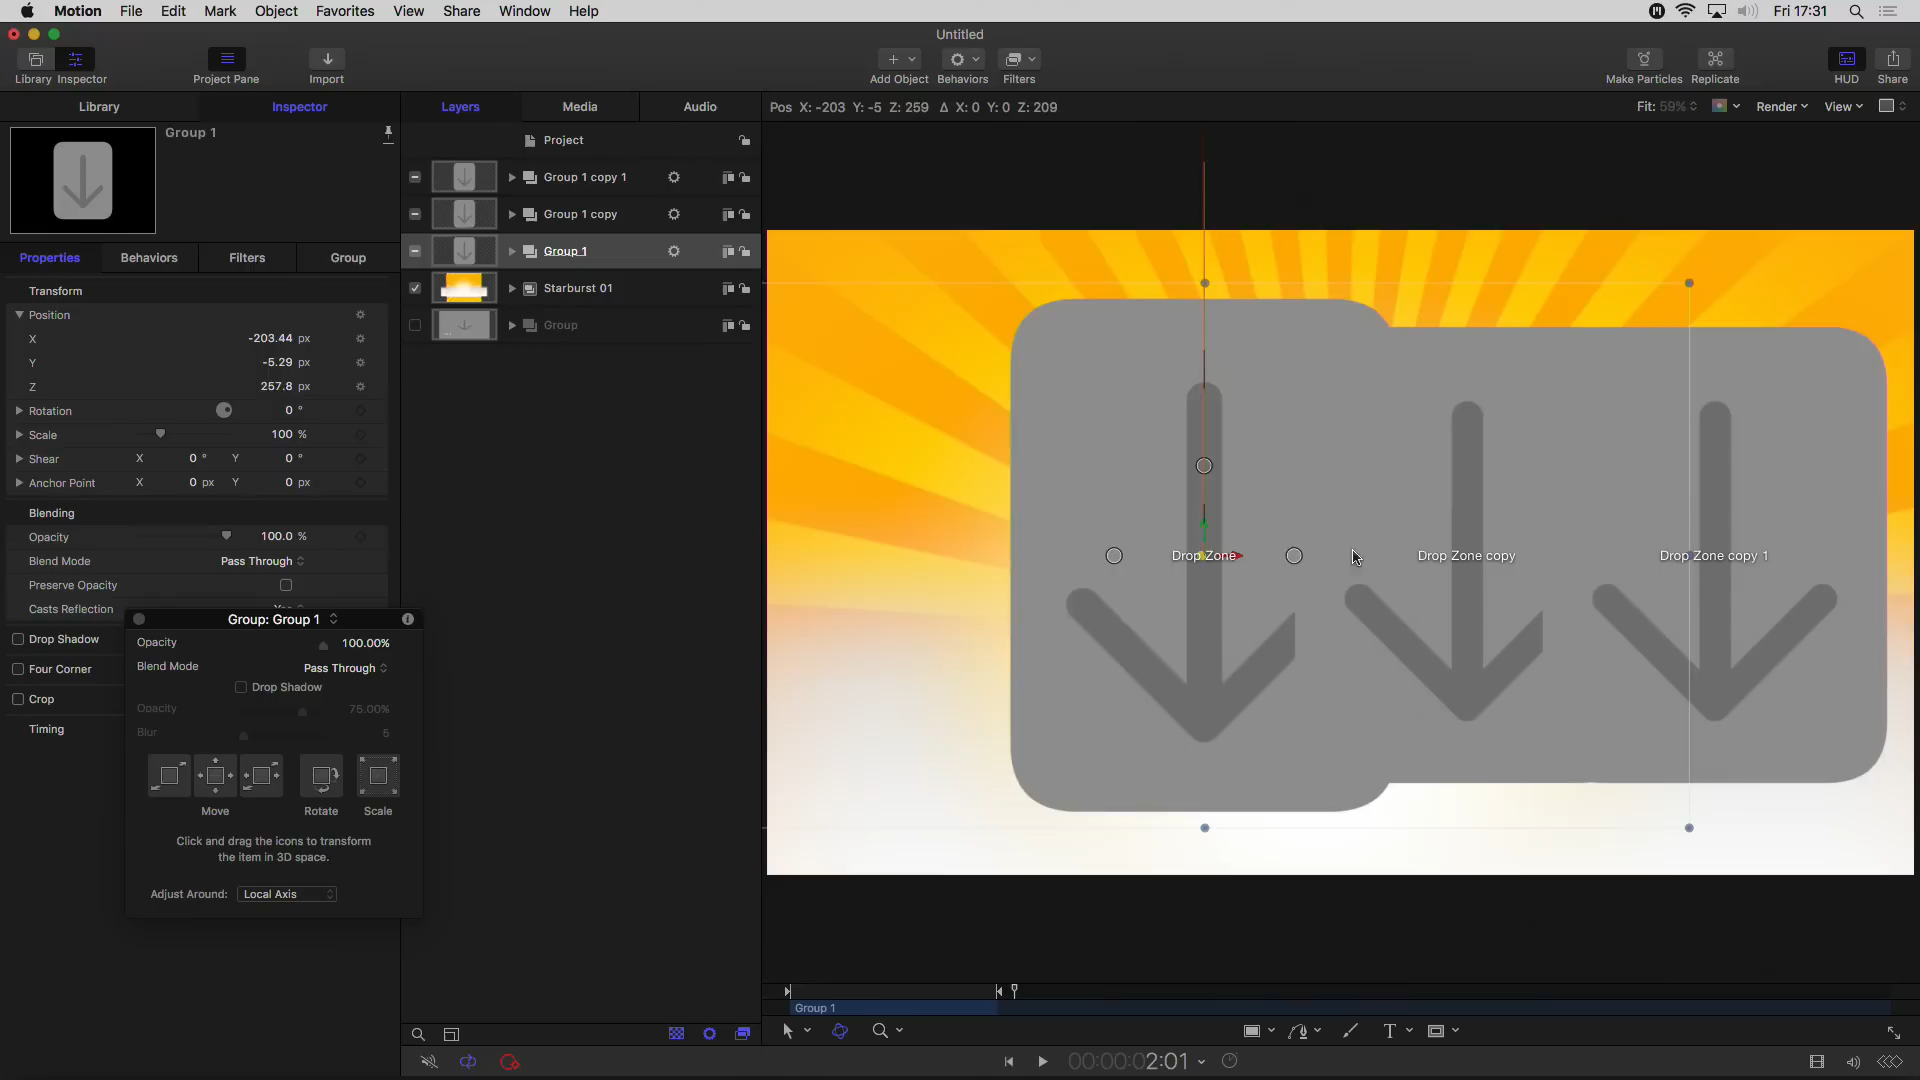 Motion File Edit Mark Object Favorites View Share Window Help Fri 17:31
Untitled
Library Inspector Project Pane Import Add Object Behaviors Filters Make Particles Replicate HUD Share
Library Inspector Layers Media Audio Pos X: -203 Y: -5 Z: 259 Δ X: 0 Y: 0 Z: 209 Fit: 59% Render View
Group 1
Project
Group 1 copy 1
Group 1 copy
Group 1
Starburst 01
Group
Properties Behaviors Filters Group
Transform
Position
X -203.44 px
Y -5.29 px
Z 257.8 px
Rotation 0 °
Scale 100 %
Shear X 0 ° Y 0 °
Anchor Point X 0 px Y 0 px
Blending
Opacity 100.0 %
Blend Mode Pass Through
Preserve Opacity
Casts Reflection
Drop Shadow
Four Corner
Crop
Timing
Group: Group 1
Opacity 100.00%
Blend Mode Pass Through
Drop Shadow
Opacity 75.00%
Blur 5
Move Rotate Scale
Click and drag the icons to transform
the item in 3D space.
Adjust Around: Local Axis
Drop Zone Drop Zone copy Drop Zone copy 1
Group 1
00:00:02:01